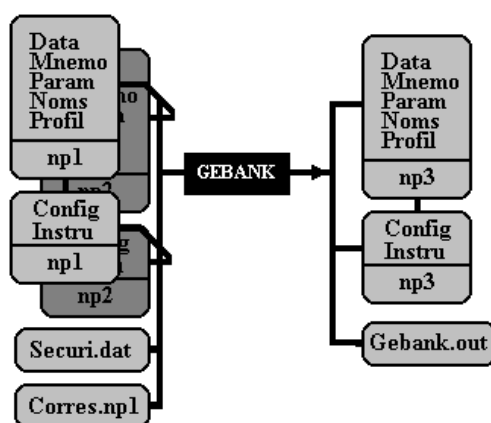 Data
Mnemo
Param
Noms
Profil
np1
np2
Config
Instru
np1
np2
Securi.dat
Corres.np1
GEBANK
Data
Mnemo
Param
Noms
Profil
np3
Config
Instru
np3
Gebank.out